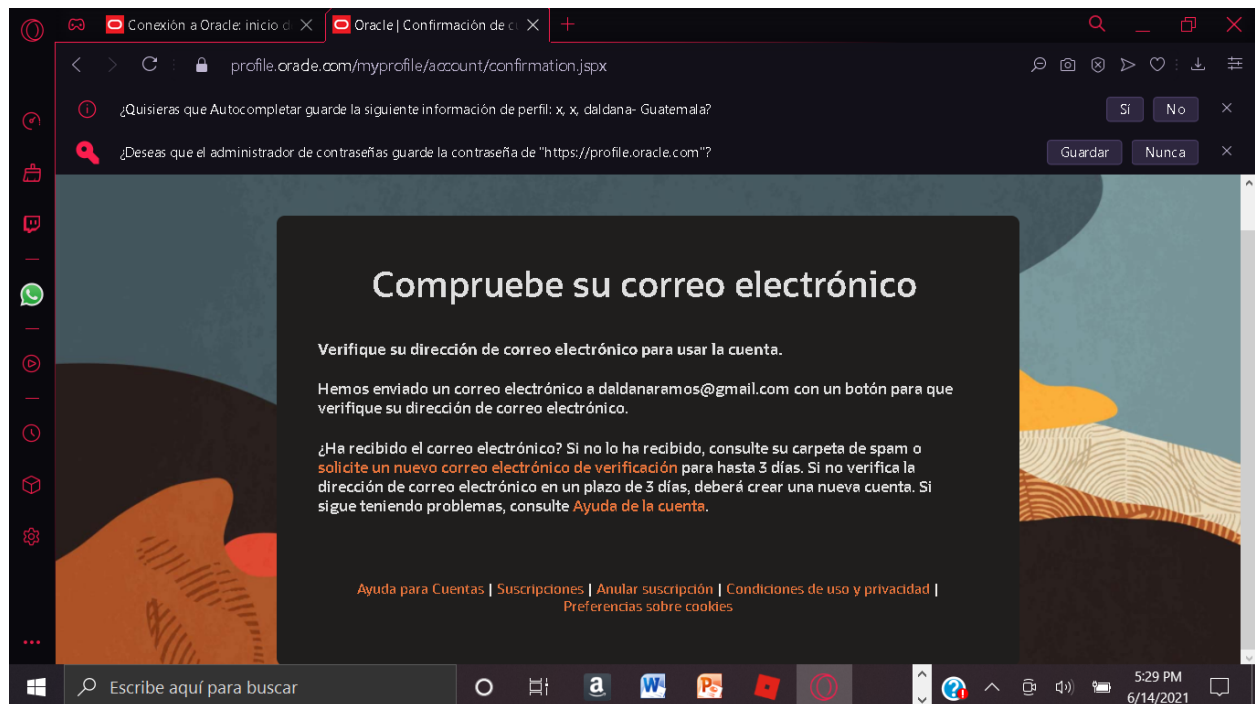 Conexión a Oracle: inicio d
Oracle | Confirmación de c
profile.oracle.com/myprofile/account/confirmation.jspx
¿Quisieras que Autocompletar guarde la siguiente información de perfil: x, x, daldana- Guatemala?
Sí No
¿Deseas que el administrador de contraseñas guarde la contraseña de "https://profile.oracle.com"?
Guardar Nunca
Compruebe su correo electrónico
Verifique su dirección de correo electrónico para usar la cuenta.
Hemos enviado un correo electrónico a daldanaramos@gmail.com con un botón para que
verifique su dirección de correo electrónico.
¿Ha recibido el correo electrónico? Si no lo ha recibido, consulte su carpeta de spam o
solicite un nuevo correo electrónico de verificación para hasta 3 días. Si no verifica la
dirección de correo electrónico en un plazo de 3 días, deberá crear una nueva cuenta. Si
sigue teniendo problemas, consulte Ayuda de la cuenta.
Ayuda para Cuentas | Suscripciones | Anular suscripción | Condiciones de uso y privacidad |
Preferencias sobre cookies
Escribe aquí para buscar
5:29 PM
6/14/2021